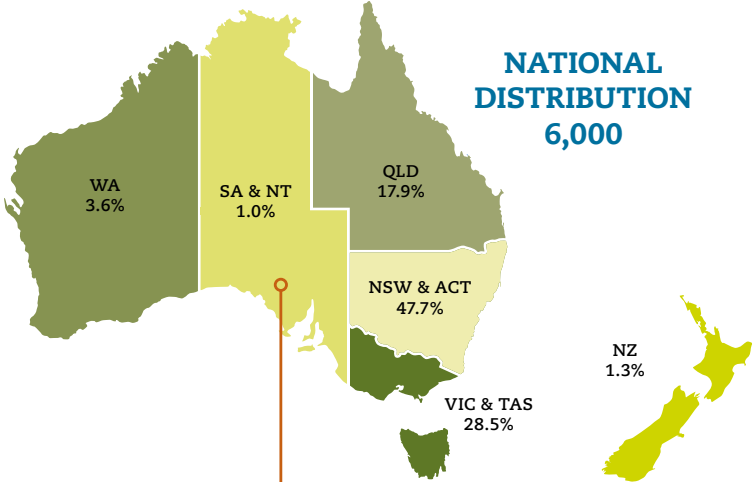 NATIONAL
DISTRIBUTION
6,000
WA
3.6%
SA & NT
1.0%
QLD
17.9%
NSW & ACT
47.7%
NZ
1.3%
VIC & TAS
28.5%